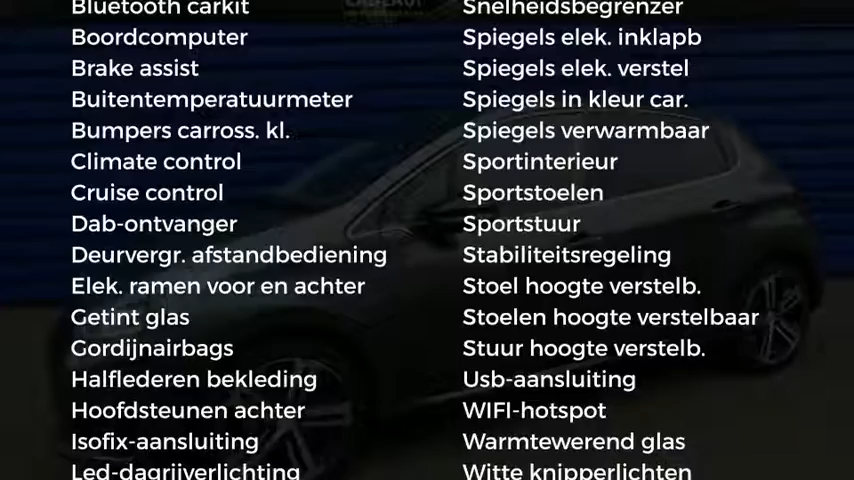 Bluetooth carkit
Boordcomputer
Brake assist
Buitentemperatuurmeter
Bumpers carross. kl.
Climate control
Cruise control
Dab-ontvanger
Deurvergr. afstandbediening
Elek. ramen voor en achter
Getint glas
Gordijnairbags
Halflederen bekleding
Hoofdsteunen achter
Isofix-aansluiting
Led-dagrijverlichting
Snelheidsbegrenzer
Spiegels elek. inklapb
Spiegels elek. verstel
Spiegels in kleur car.
Spiegels verwarmbaar
Sportinterieur
Sportstoelen
Sportstuur
Stabiliteitsregeling
Stoel hoogte verstelb.
Stoelen hoogte verstelbaar
Stuur hoogte verstelb.
Usb-aansluiting
WIFI-hotspot
Warmtewerend glas
Witte knipperlichten